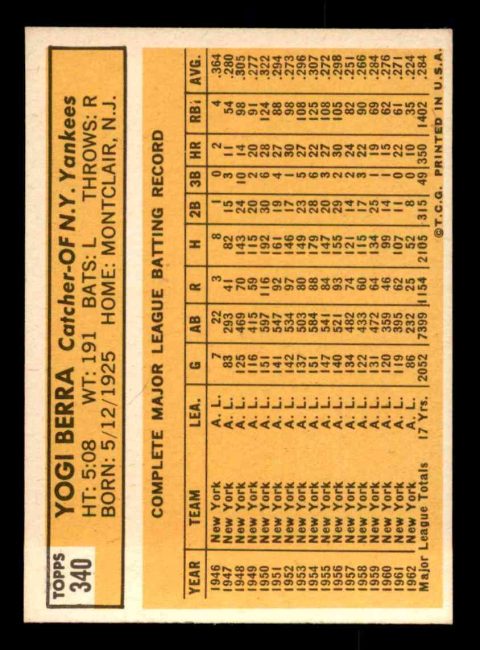 TOPPS
340
YOGI BERRA Catcher-OF N.Y. Yankees
HT: 5:08 WT: 191 BATS: L THROWS: R
BORN: 5/12/1925 HOME: MONTCLAIR, N.J.
COMPLETE MAJOR LEAGUE BATTING RECORD
YEAR TEAM LEA. G AB R H 2B 3B HR RBi AVG.
1946 New York A. L. 7 22 3 8 1 0 2 4 .364
1947 New York A. L. 83 293 41 82 15 3 11 54 .280
1948 New York A. L. 125 469 70 143 24 10 14 98 .305
1949 New York A. L. 116 415 59 115 20 2 20 91 .277
1950 New York A. L. 151 597 116 192 30 6 28 124 .322
1951 New York A. L. 141 547 92 161 19 4 27 88 .294
1952 New York A. L. 142 534 97 146 17 1 30 98 .273
1953 New York A. L. 137 503 80 149 23 5 27 108 .296
1954 New York A. L. 151 584 88 179 28 6 22 125 .307
1955 New York A. L. 147 541 84 147 20 3 27 108 .272
1956 New York A. L. 140 521 93 155 29 2 30 105 .298
1957 New York A. L. 134 482 74 121 14 2 24 82 .251
1958 New York A. L. 122 433 60 115 17 3 22 90 .266
1959 New York A. L. 131 472 64 134 25 1 19 69 .284
1960 New York A. L. 120 359 46 99 14 1 15 62 .276
1961 New York A. L. 119 395 62 107 11 0 22 61 .271
1962 New York A. L. 86 232 25 52 8 0 10 35 .224
Major League Totals 17 Yrs. 2052 7399 1154 2105 315 49 350 1402 .284
©T.C.G. PRINTED IN U.S.A.